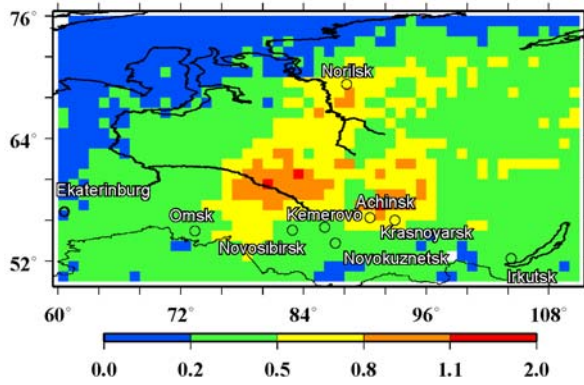 76°
Norilsk
64°
Ekaterinburg
Achinsk
Omsk
Kemerovo
Krasnoyarsk
Novosibirsk
Novokuznetsk
52°
Irkutsk
60° 72° 84° 96° 108°
0.0 0.2 0.5 0.8 1.1 2.0